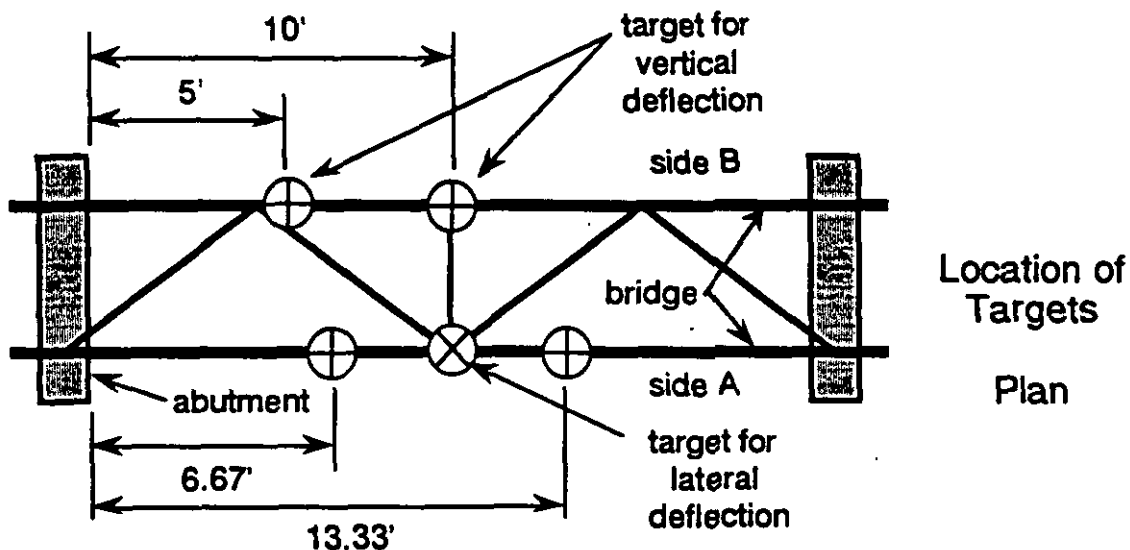 10'
target for
vertical
deflection
5'
side B
bridge
Location of
Targets
Plan
abutment
side A
6.67'
target for
lateral
deflection
13.33'